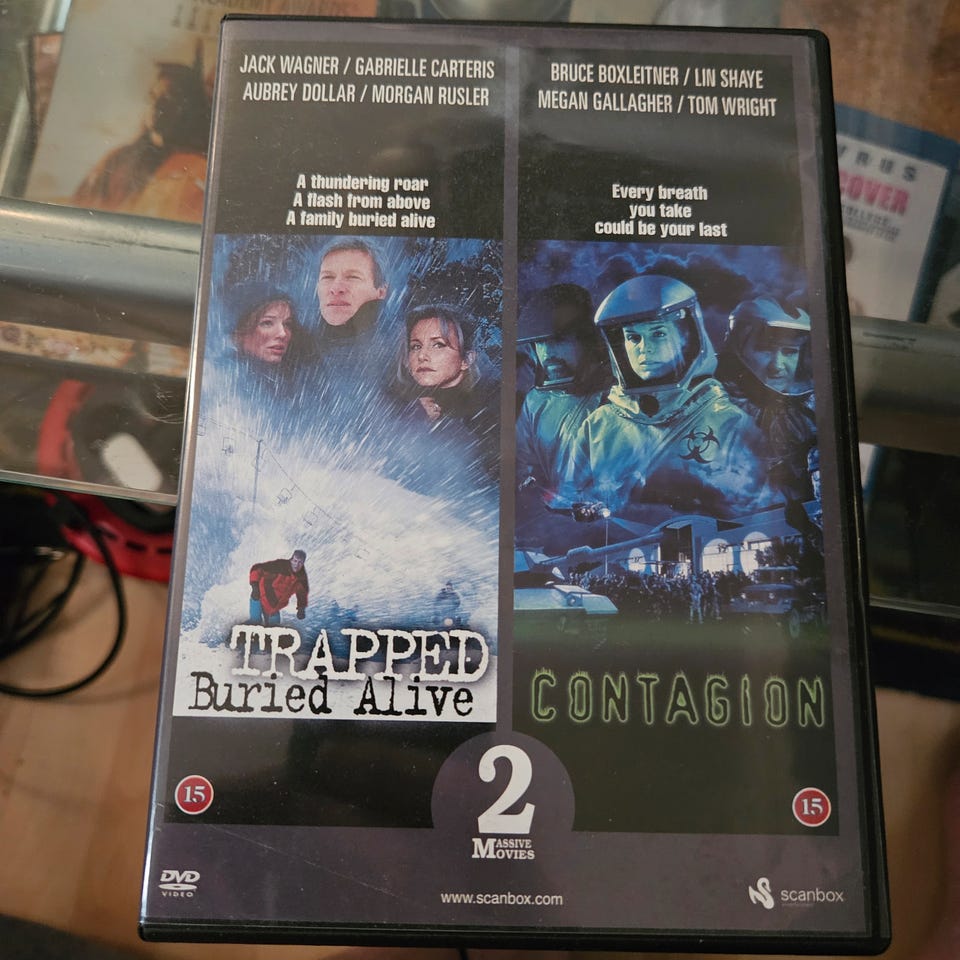 JACK WAGNER / GABRIELLE CARTERIS
AUBREY DOLLAR / MORGAN RUSLER
A thundering roar
A flash from above
A family buried alive
TRAPPED
Buried Alive
15
BRUCE BOXLEITNER / LIN SHAYE
MEGAN GALLAGHER / TOM WRIGHT
Every breath
you take
could be your last
CONTAGION
15
2
MASSIVE
MOVIES
DVD
VIDEO
www.scanbox.com
scanbox
YRUS
COVER